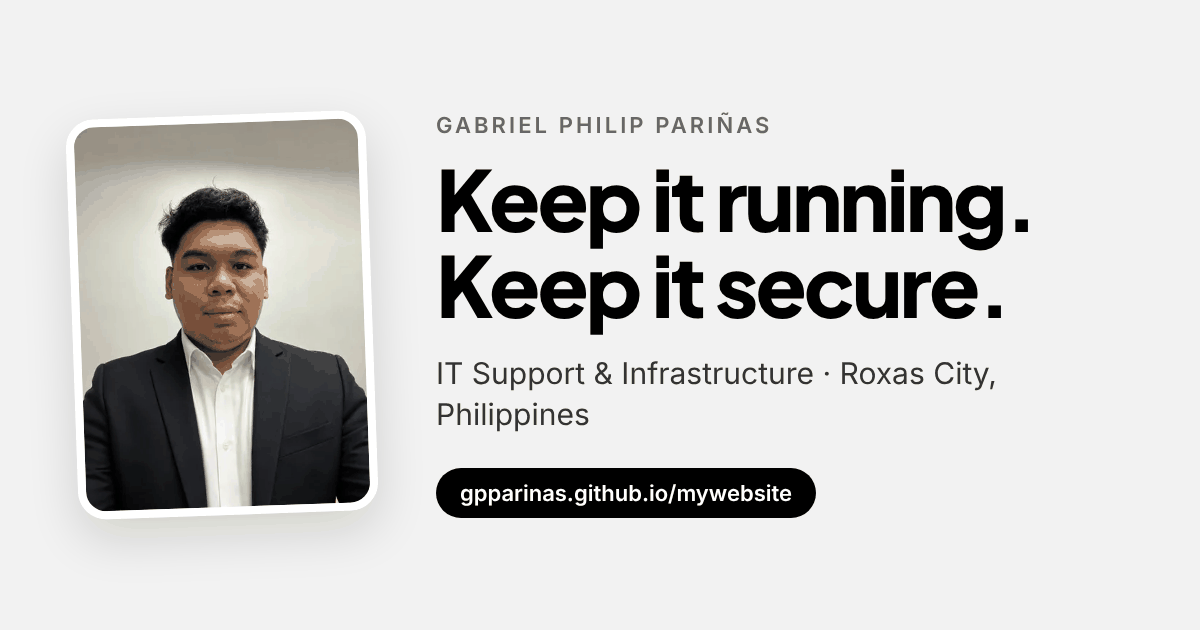 GABRIEL PHILIP PARIÑAS
Keep it running.
Keep it secure.
IT Support & Infrastructure · Roxas City,
Philippines
gpparinas.github.io/mywebsite